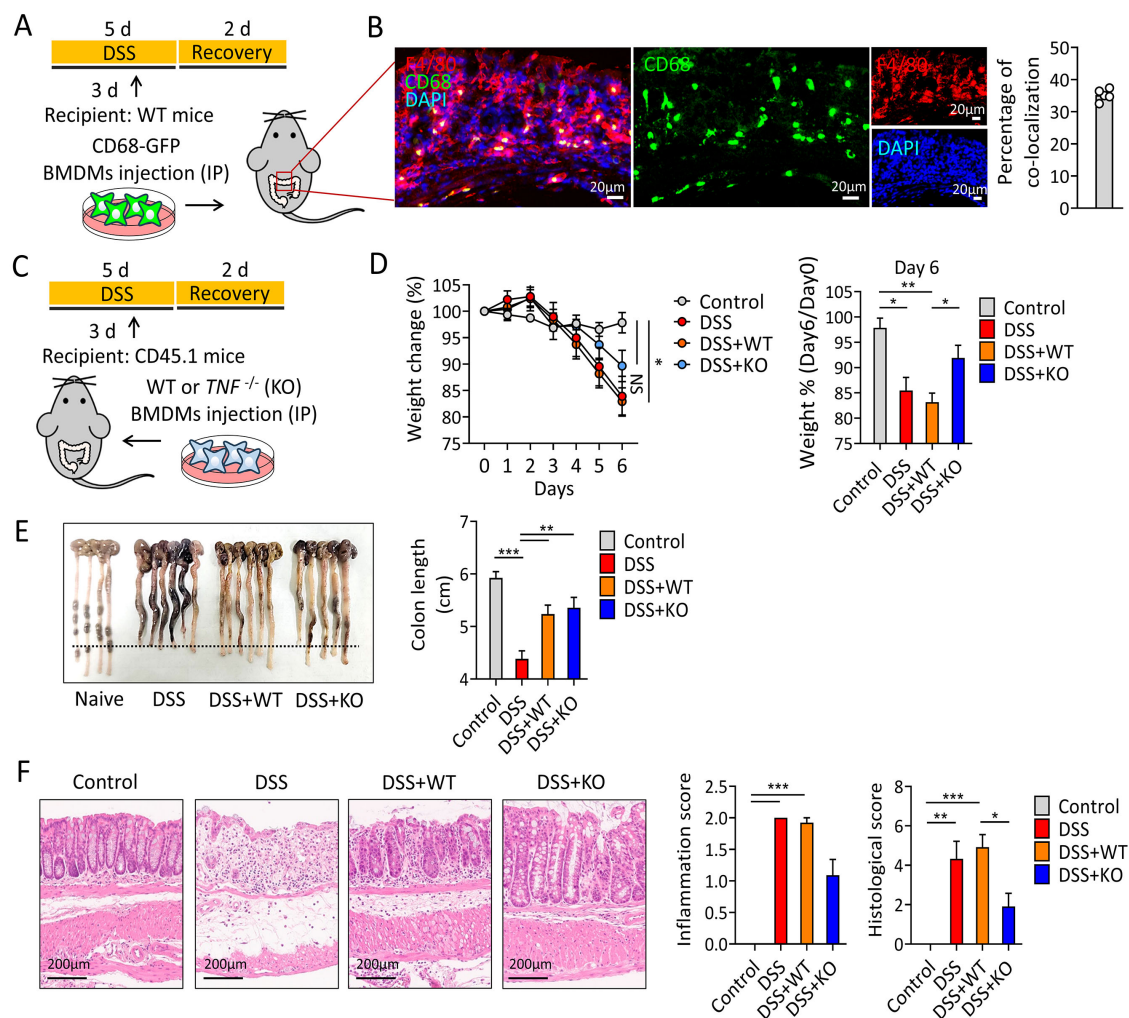 A
5 d
2 d
DSS
Recovery
3 d
Recipient: WT mice
CD68-GFP
BMDMs injection (IP)
B
F4/80
CD68
DAPI
20μm
CD68
20μm
F4/80
20μm
DAPI
20μm
Percentage of
co-localization
50
40
30
20
10
0
C
5 d
2 d
DSS
Recovery
3 d
Recipient: CD45.1 mice
WT or TNF -/- (KO)
BMDMs injection (IP)
D
Weight change (%)
105
100
95
90
85
80
75
0 1 2 3 4 5 6
Days
Control
DSS
DSS+WT
DSS+KO
NS
*
Day 6
Weight % (Day6/Day0)
105
100
95
90
85
80
75
**
* *
Control
DSS
DSS+WT
DSS+KO
Control
DSS
DSS+WT
DSS+KO
E
Naive DSS DSS+WT DSS+KO
Colon length
(cm)
7
6
5
4
*** **
Control
DSS
DSS+WT
DSS+KO
Control
DSS
DSS+WT
DSS+KO
F
Control DSS DSS+WT DSS+KO
200μm 200μm 200μm 200μm
Inflammation score
2.5
2.0
1.5
1.0
0.5
0.0
***
Control
DSS
DSS+WT
DSS+KO
Histological score
8
6
4
2
0
***
** *
Control
DSS
DSS+WT
DSS+KO
Control
DSS
DSS+WT
DSS+KO